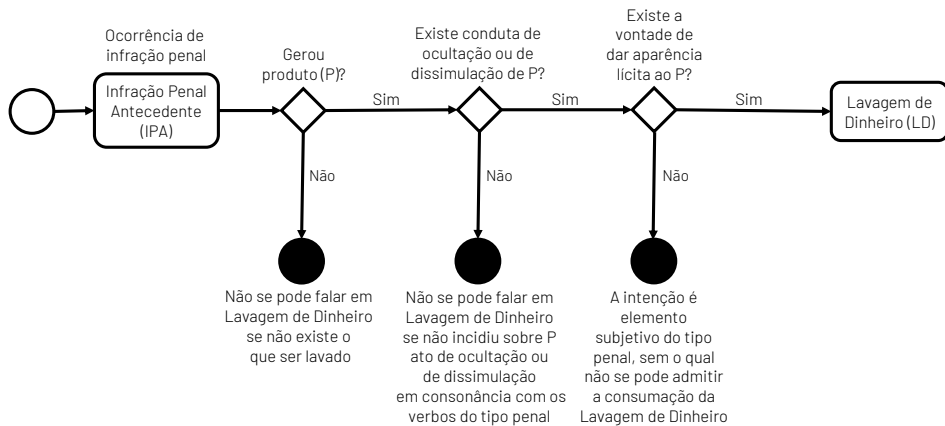 Ocorrência de
infração penal
Infração Penal
Antecedente
(IPA)
Gerou
produto (P)?
Sim
Não
Não se pode falar em
Lavagem de Dinheiro
se não existe o
que ser lavado
Existe conduta de
ocultação ou de
dissimulação de P?
Sim
Não
Não se pode falar em
Lavagem de Dinheiro
se não incidiu sobre P
ato de ocultação ou
de dissimulação
em consonância com os
verbos do tipo penal
Existe a
vontade de
dar aparência
lícita ao P?
Sim
Não
A intenção é
elemento
subjetivo do tipo
penal, sem o qual
não se pode admitir
a consumação da
Lavagem de Dinheiro
Lavagem de
Dinheiro (LD)